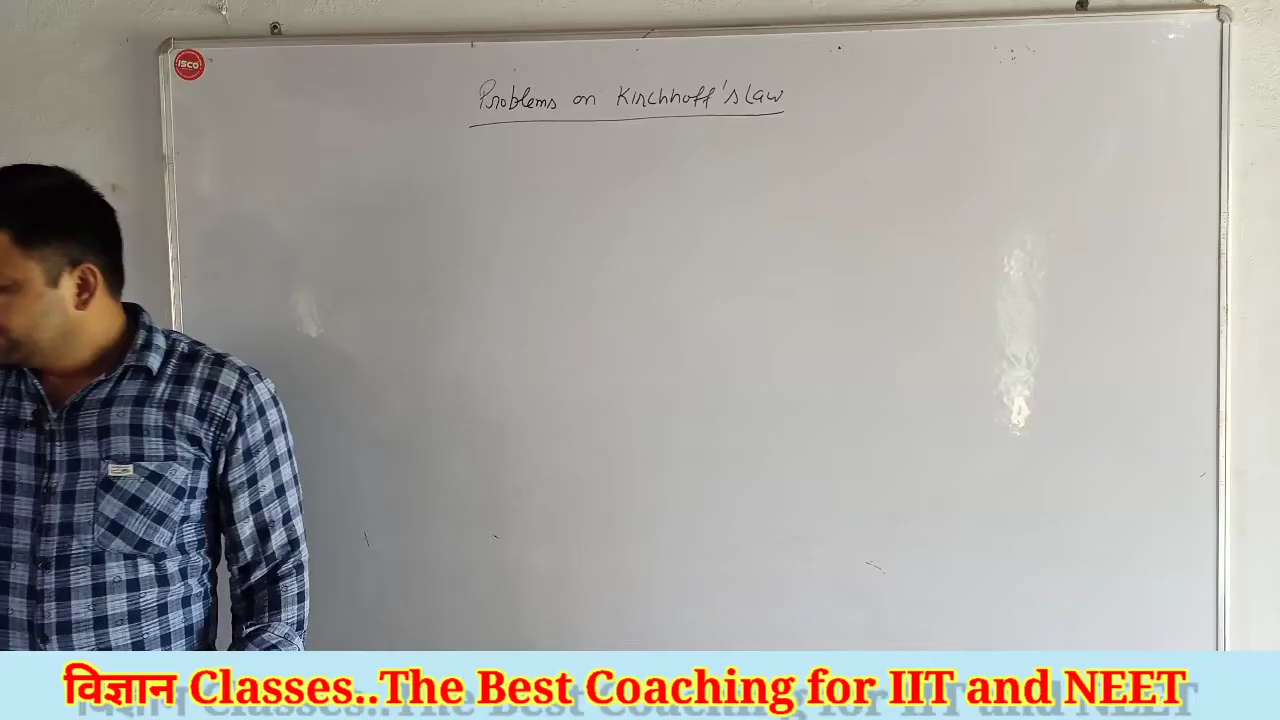 ISCO
Problems on Kirchhoff's Law
विज्ञान Classes..The Best Coaching for IIT and NEET